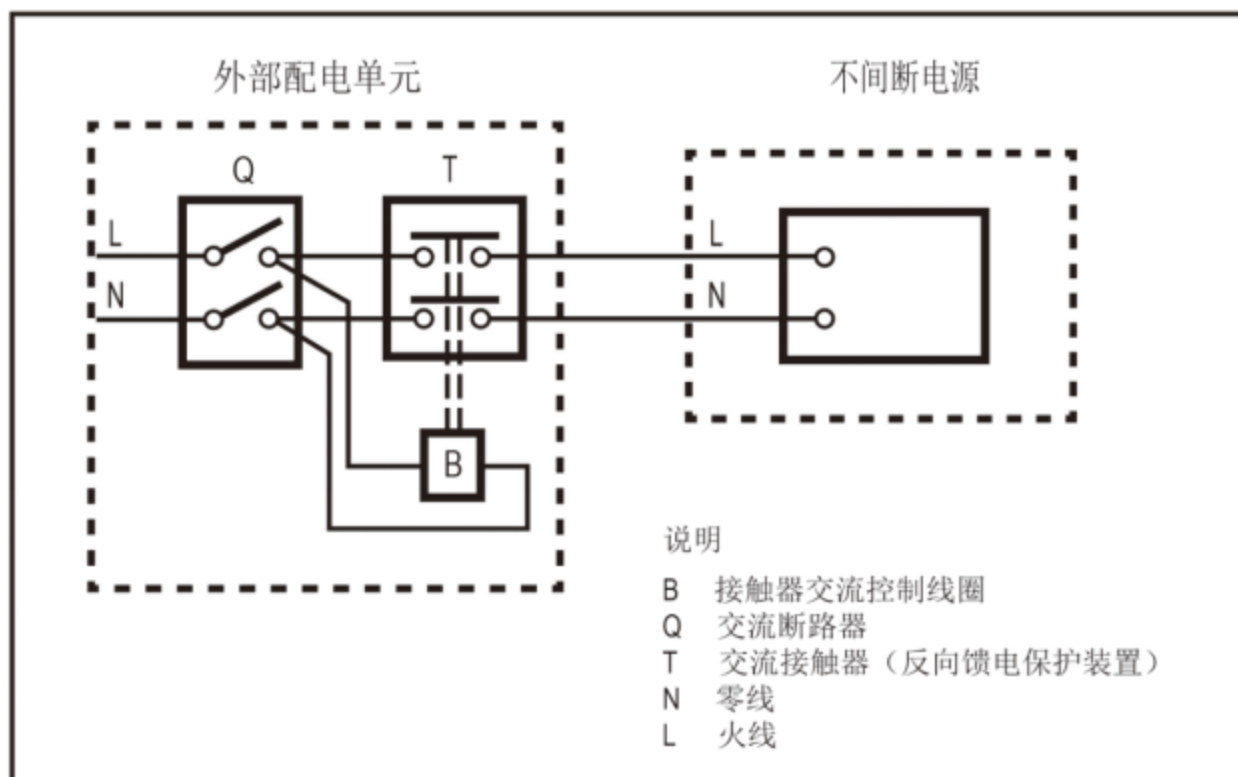 外部配电单元
不间断电源
Q
T
L
L
N
N
B
说明
B 接触器交流控制线圈
Q 交流断路器
T 交流接触器（反向馈电保护装置）
N 零线
L 火线